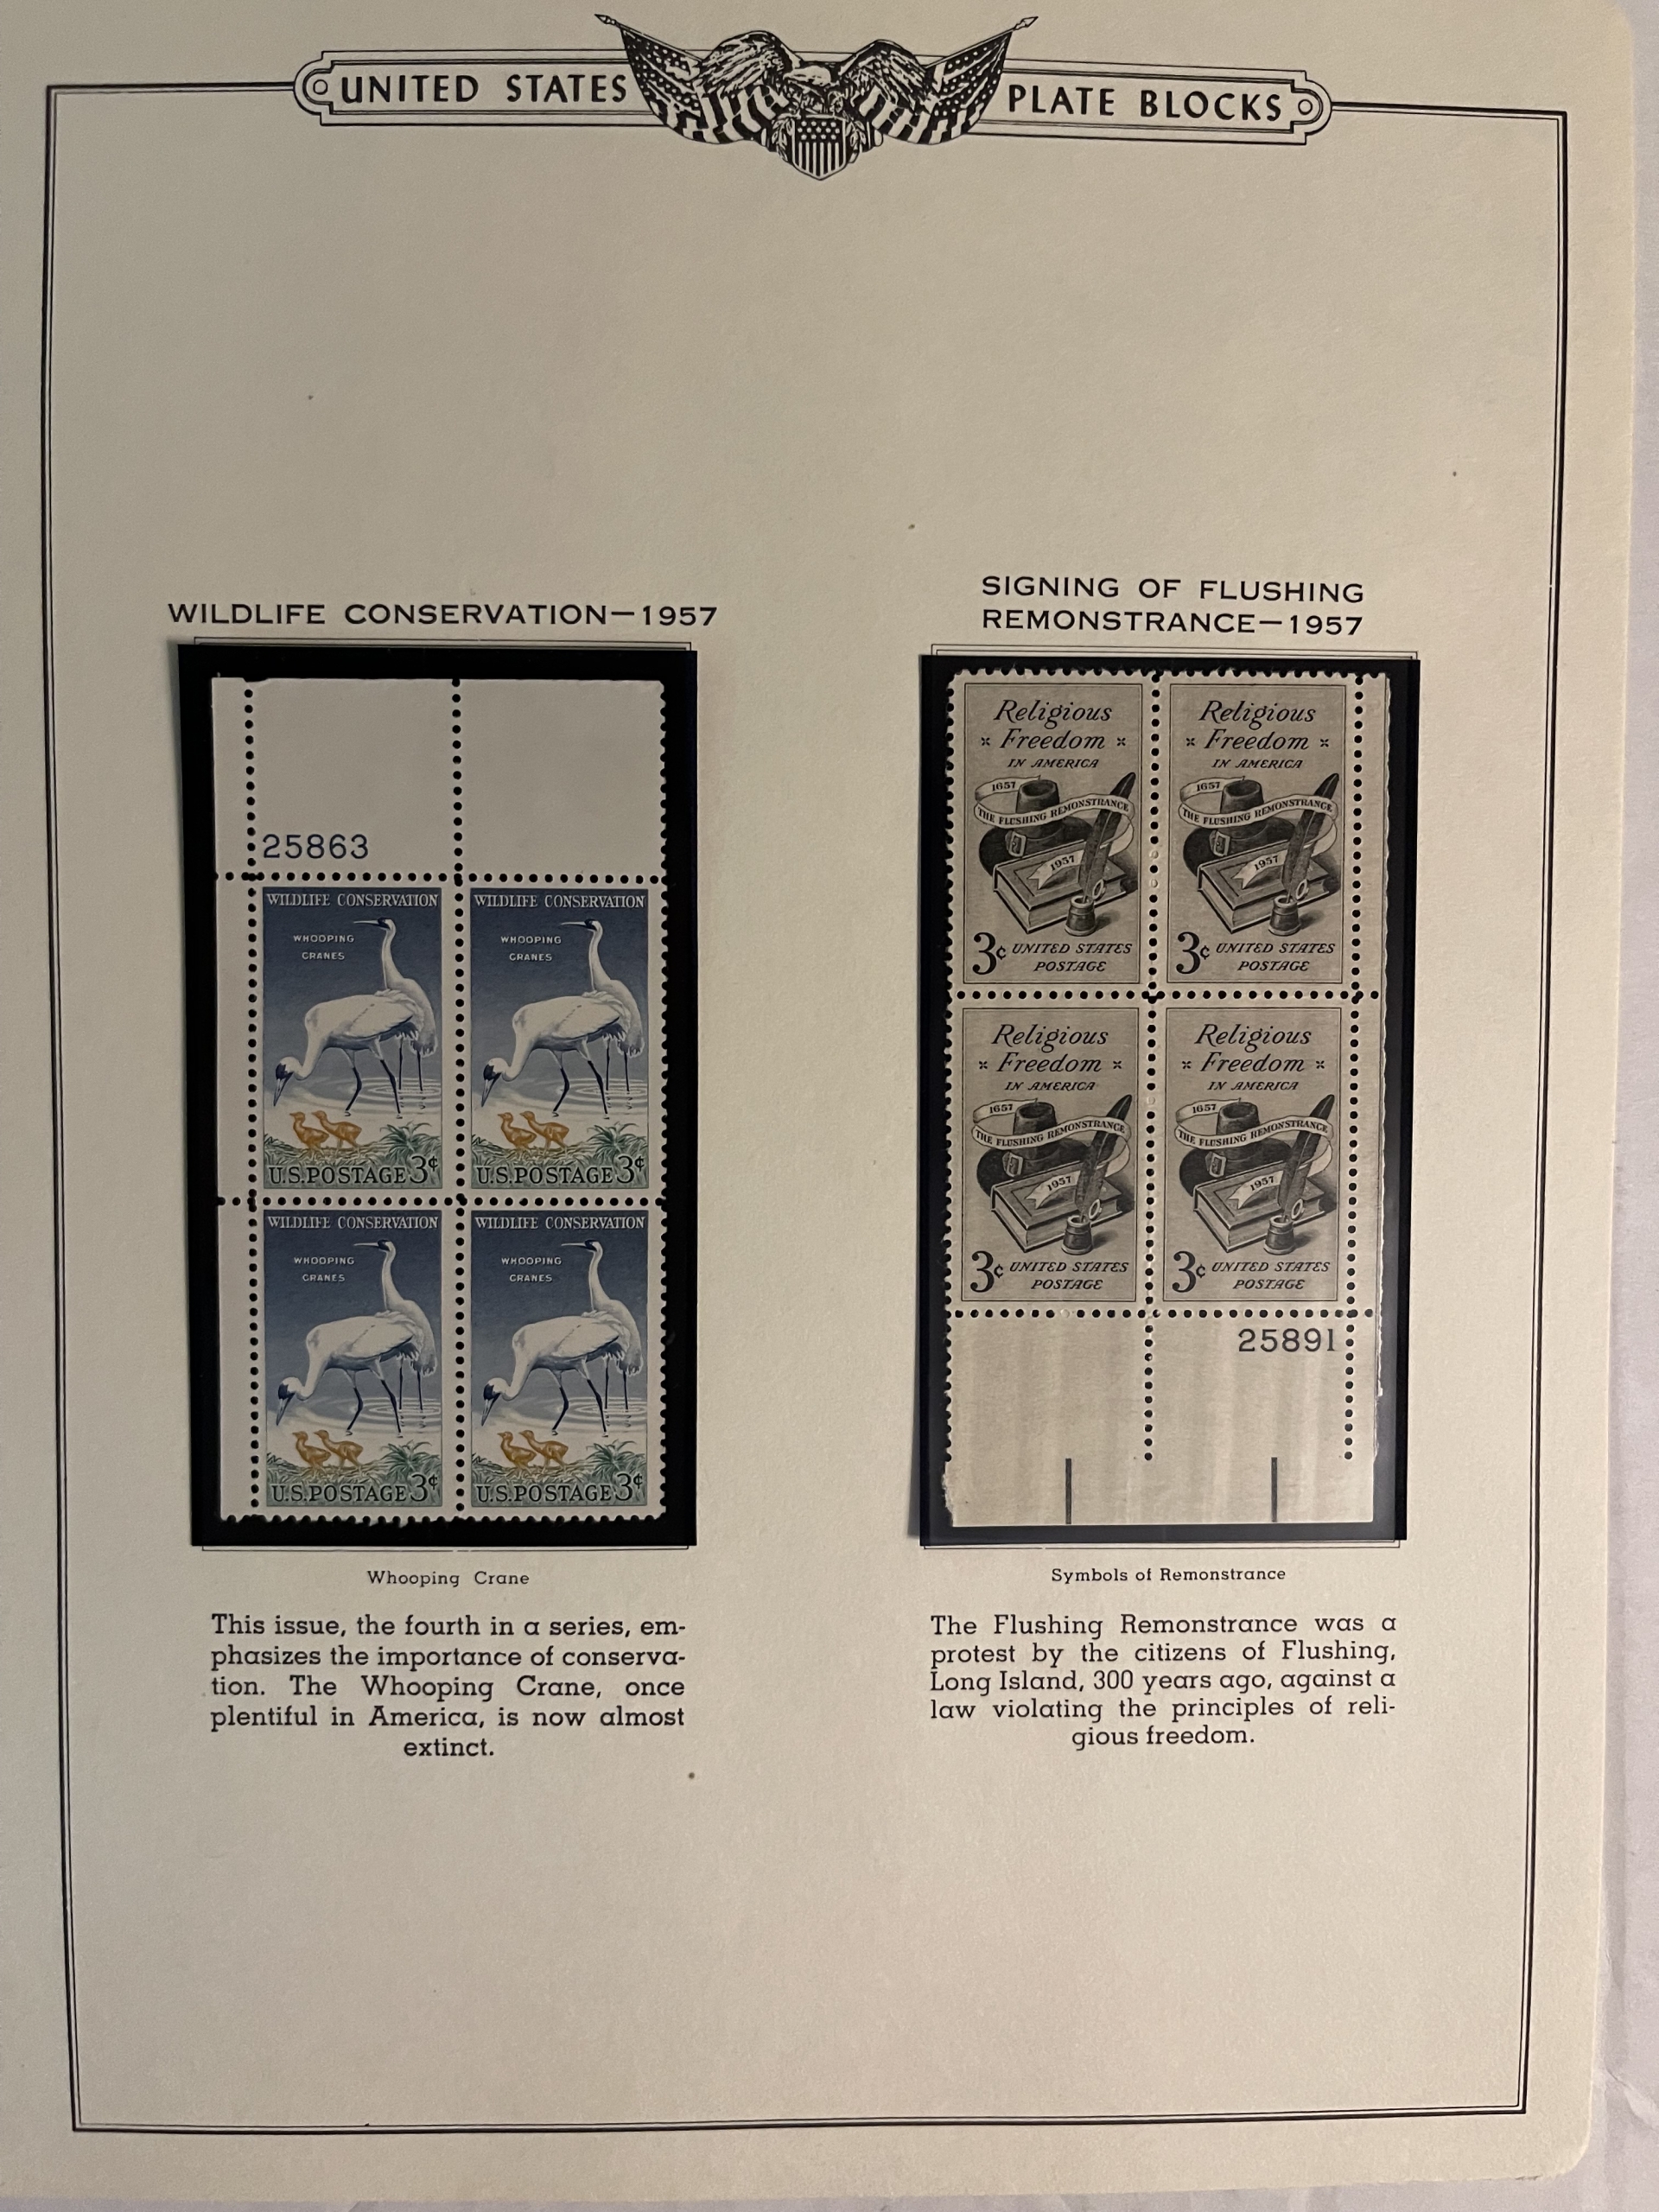 UNITED STATES PLATE BLOCKS
WILDLIFE CONSERVATION—1957
25863
WILDLIFE CONSERVATION
WHOOPING
CRANES
U.S.POSTAGE 3¢
WILDLIFE CONSERVATION
WHOOPING
CRANES
U.S.POSTAGE 3¢
WILDLIFE CONSERVATION
WHOOPING
CRANES
U.S.POSTAGE 3¢
WILDLIFE CONSERVATION
WHOOPING
CRANES
U.S.POSTAGE 3¢
Whooping Crane
This issue, the fourth in a series, em-
phasizes the importance of conserva-
tion. The Whooping Crane, once
plentiful in America, is now almost
extinct.
SIGNING OF FLUSHING
REMONSTRANCE—1957
Religious
Freedom
IN AMERICA
1657
THE FLUSHING REMONSTRANCE
1957
3¢ UNITED STATES
POSTAGE
Religious
Freedom
IN AMERICA
1657
THE FLUSHING REMONSTRANCE
1957
3¢ UNITED STATES
POSTAGE
Religious
Freedom
IN AMERICA
1657
THE FLUSHING REMONSTRANCE
1957
3¢ UNITED STATES
POSTAGE
Religious
Freedom
IN AMERICA
1657
THE FLUSHING REMONSTRANCE
1957
3¢ UNITED STATES
POSTAGE
25891
Symbols of Remonstrance
The Flushing Remonstrance was a
protest by the citizens of Flushing,
Long Island, 300 years ago, against a
law violating the principles of reli-
gious freedom.